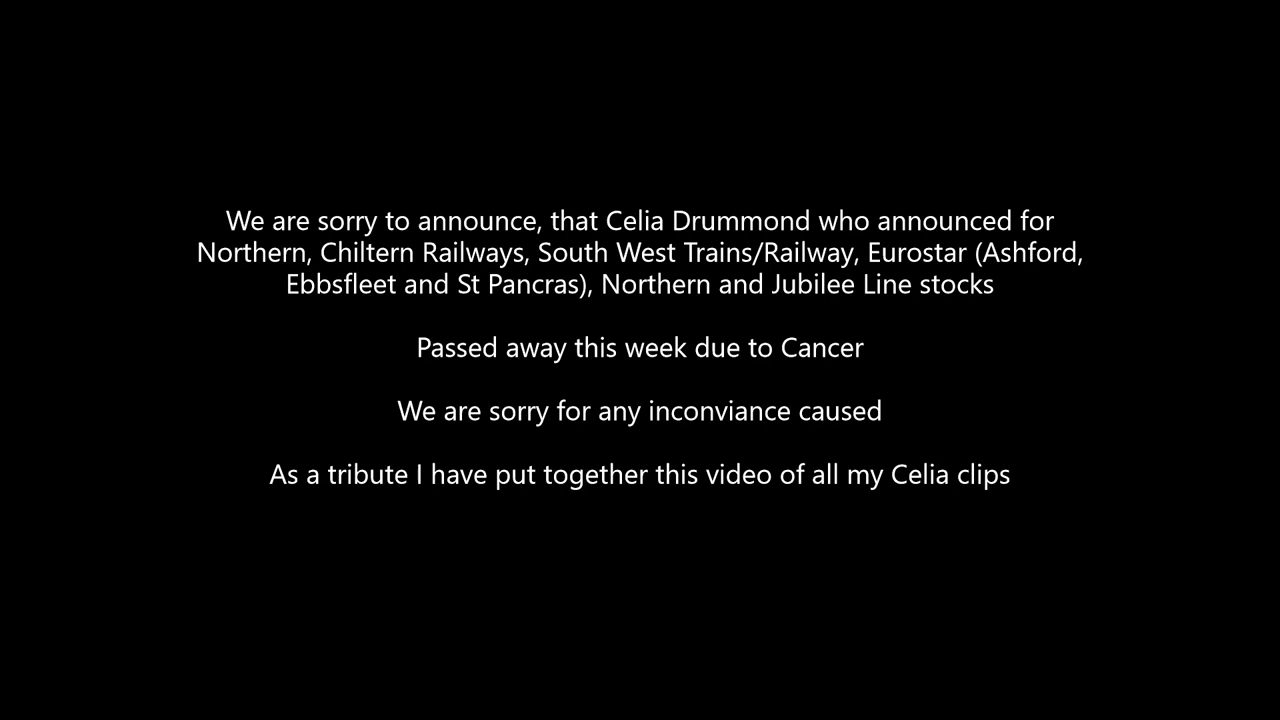 We are sorry to announce, that Celia Drummond who announced for
Northern, Chiltern Railways, South West Trains/Railway, Eurostar (Ashford,
Ebbsfleet and St Pancras), Northern and Jubilee Line stocks
Passed away this week due to Cancer
We are sorry for any inconviance caused
As a tribute I have put together this video of all my Celia clips